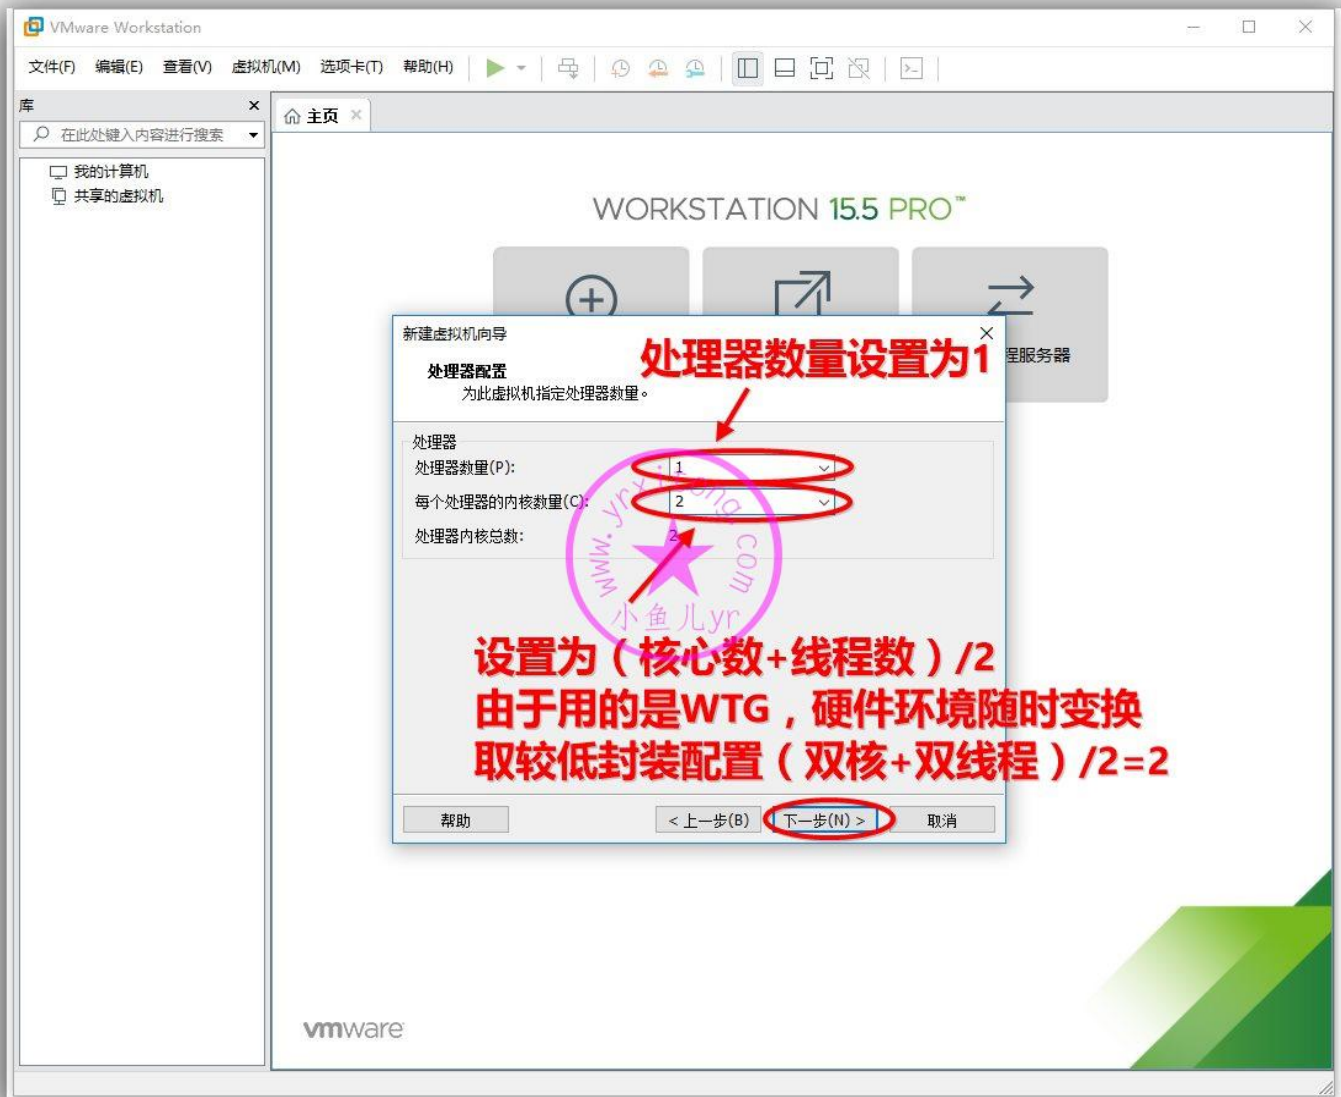 VMware Workstation
文件(F) 编辑(E) 查看(V) 虚拟机(M) 选项卡(T) 帮助(H)
库
主页
在此处键入内容进行搜索
我的计算机
共享的虚拟机
WORKSTATION 15.5 PRO™
程服务器
新建虚拟机向导
处理器数量设置为1
处理器配置
为此虚拟机指定处理器数量。
处理器
处理器数量(P): 1
每个处理器的内核数量(C): 2
处理器内核总数: 2
www.yrxitong.com
小鱼儿yr
设置为（核心数+线程数）/2
由于用的是WTG，硬件环境随时变换
取较低封装配置（双核+双线程）/2=2
帮助 < 上一步(B) 下一步(N) > 取消
vmware